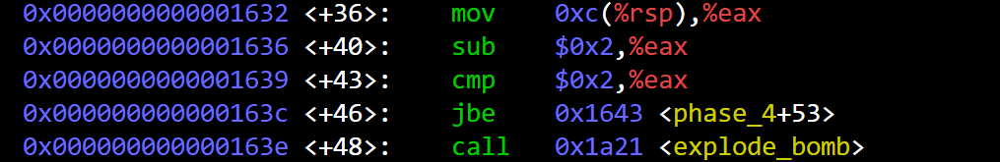 0x0000000000001632 <+36>: mov 0xc(%rsp),%eax
0x0000000000001636 <+40>: sub $0x2,%eax
0x0000000000001639 <+43>: cmp $0x2,%eax
0x000000000000163c <+46>: jbe 0x1643 <phase_4+53>
0x000000000000163e <+48>: call 0x1a21 <explode_bomb>